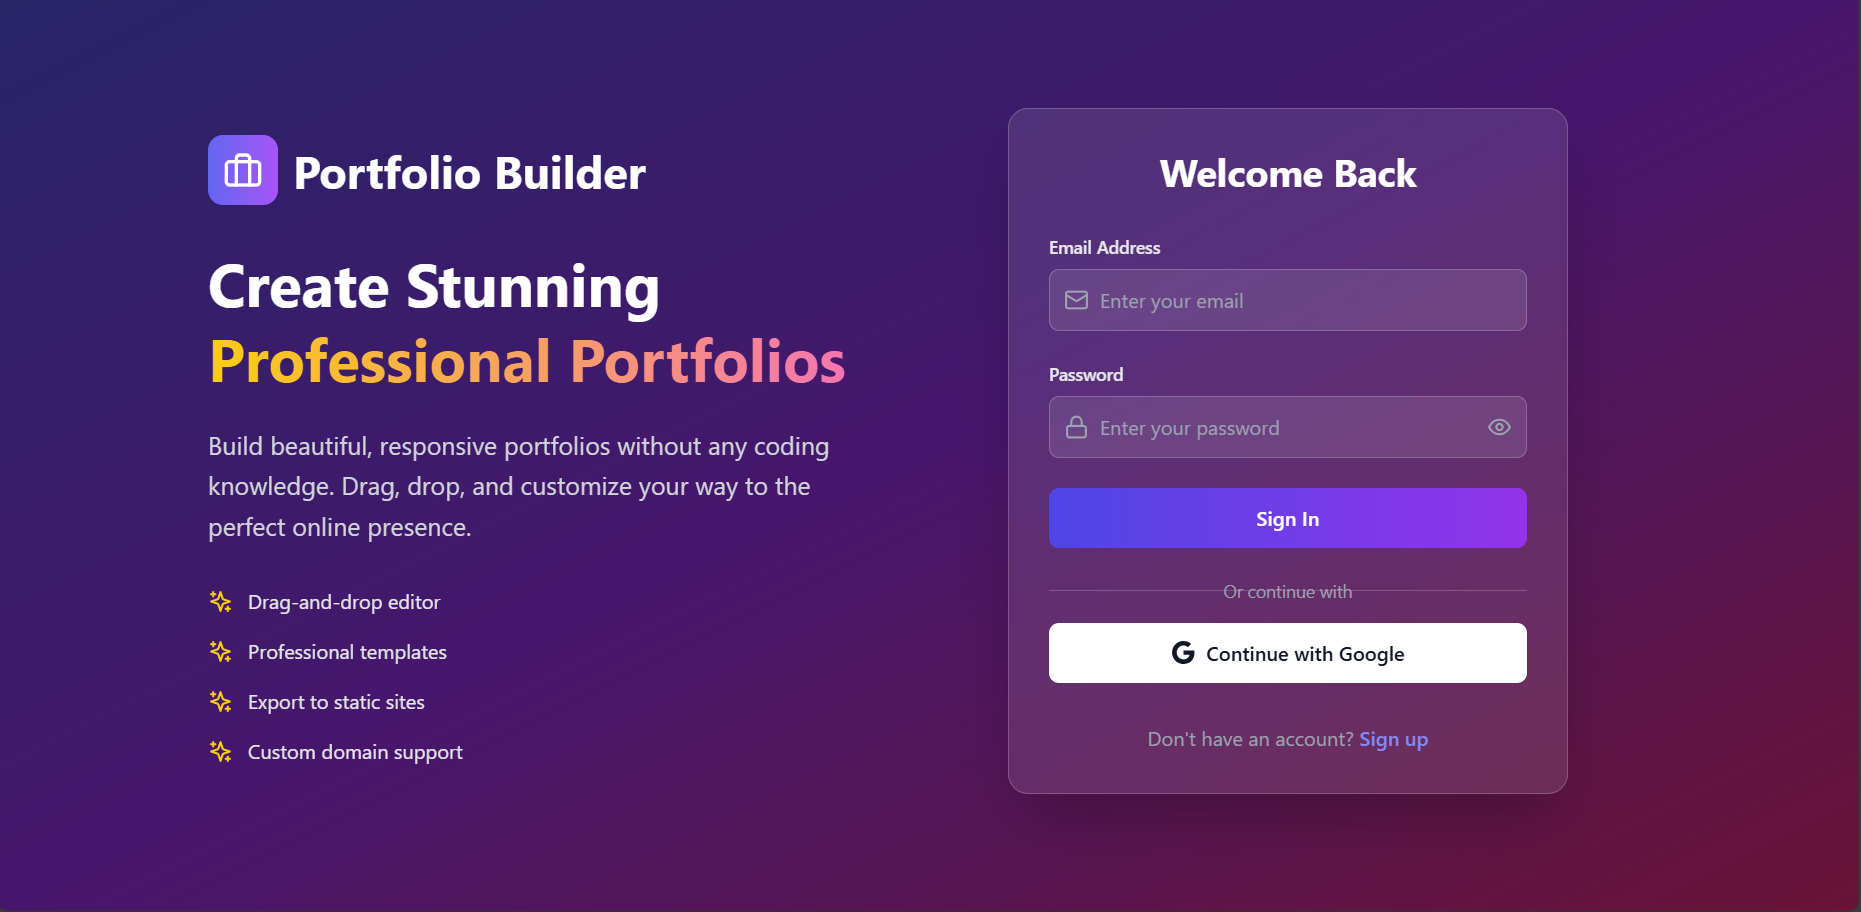 Portfolio Builder
Create Stunning
Professional Portfolios
Build beautiful, responsive portfolios without any coding
knowledge. Drag, drop, and customize your way to the
perfect online presence.
Drag-and-drop editor
Professional templates
Export to static sites
Custom domain support
Welcome Back
Email Address
Enter your email
Password
Enter your password
Sign In
Or continue with
Continue with Google
Don't have an account? Sign up